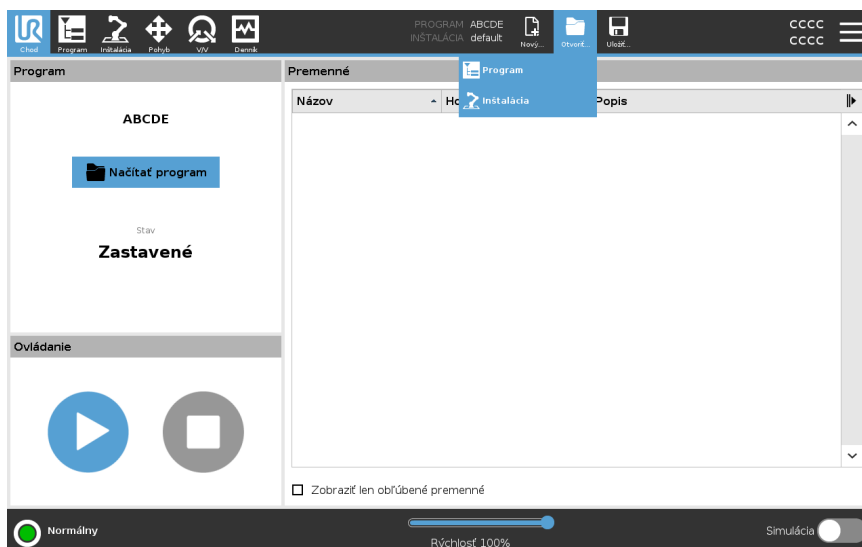 PROGRAM ABCDE
INŠTALÁCIA default
CCCC
CCCC
Chod Program Inštalácia Pohyb V/V Denník Nový... Otvoriť... Uložiť...
Program Premenné
Program
Inštalácia
Názov Ho Popis
ABCDE
Načítať program
Stav
Zastavené
Ovládanie
Zobraziť len obľúbené premenné
Normálny
Simulácia
Rýchlosť 100%